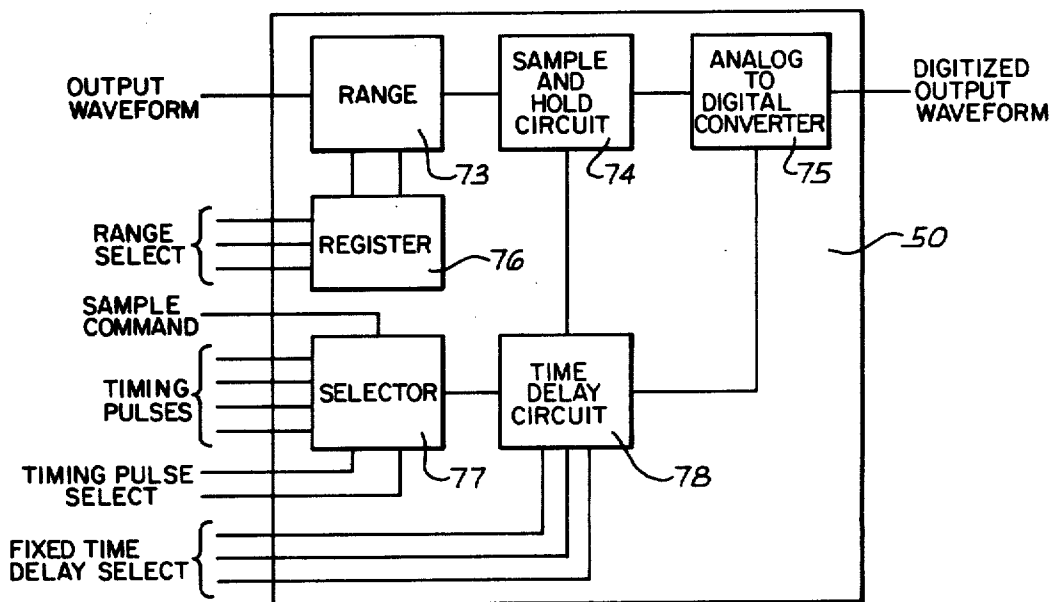 OUTPUT
WAVEFORM
RANGE
73
SAMPLE
AND
HOLD
CIRCUIT
74
ANALOG
TO
DIGITAL
CONVERTER
75
DIGITIZED
OUTPUT
WAVEFORM
RANGE
SELECT
REGISTER
76
50
SAMPLE
COMMAND
TIMING
PULSES
SELECTOR
77
TIME
DELAY
CIRCUIT
78
TIMING PULSE
SELECT
FIXED TIME
DELAY SELECT